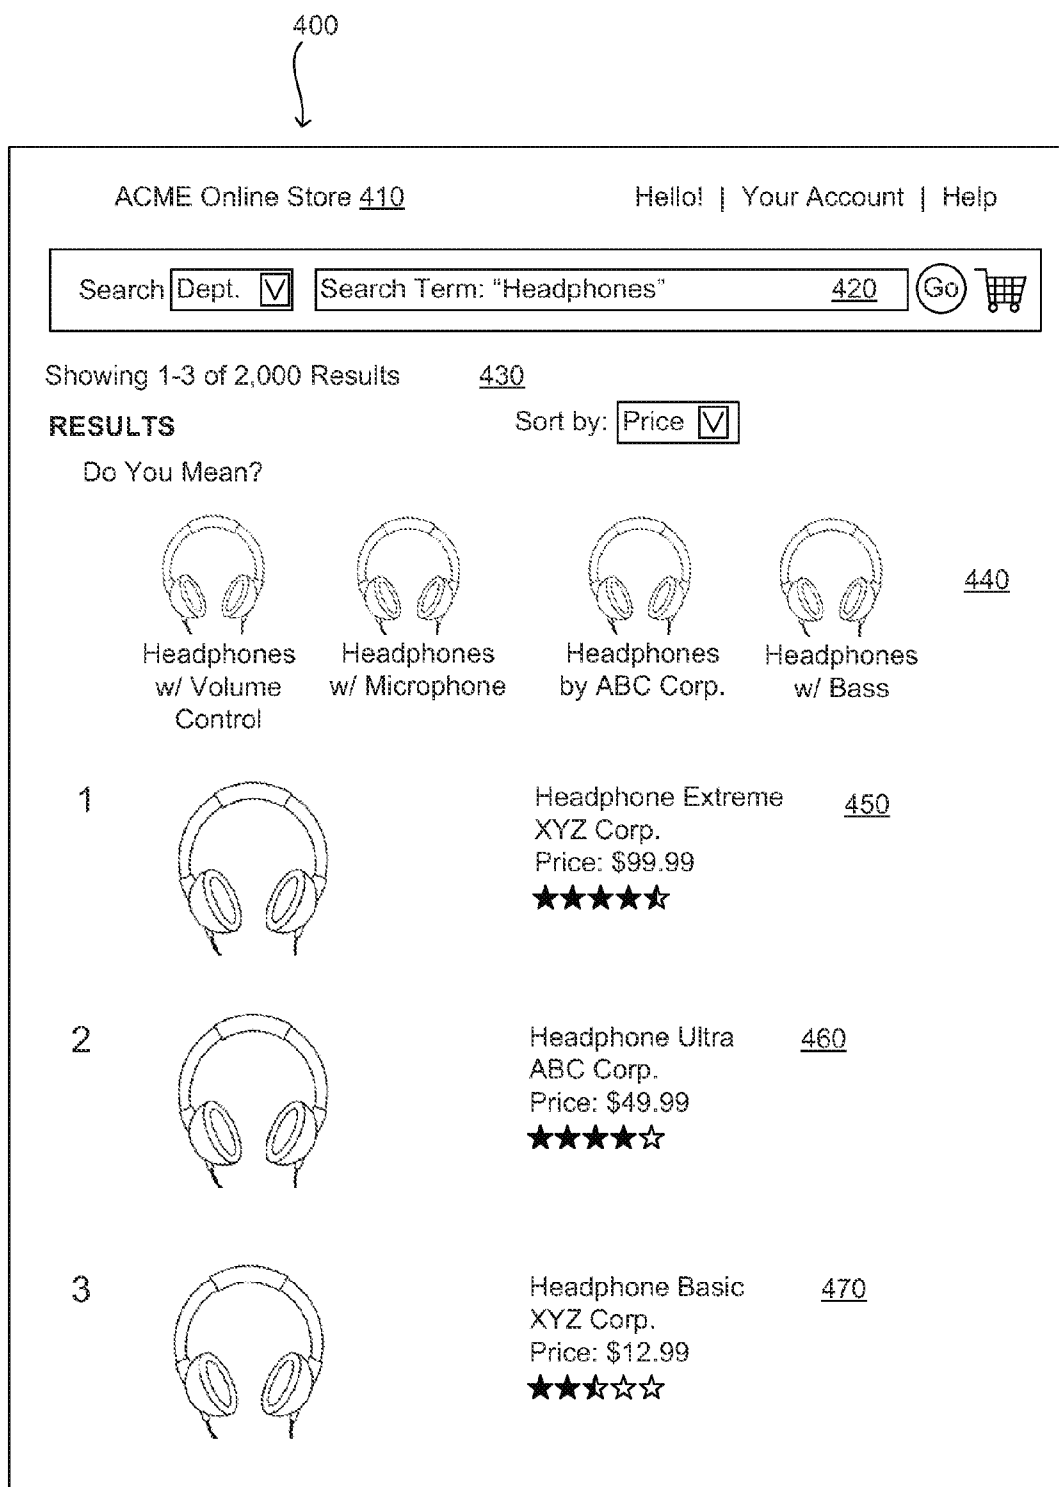 400
ACME Online Store 410 Hello! | Your Account | Help
Search Dept. V Search Term: “Headphones” 420 Go
Showing 1-3 of 2,000 Results 430
RESULTS Sort by: Price V
Do You Mean?
440
Headphones w/ Volume Control
Headphones w/ Microphone
Headphones by ABC Corp.
Headphones w/ Bass
1
Headphone Extreme 450
XYZ Corp.
Price: $99.99
2
Headphone Ultra 460
ABC Corp.
Price: $49.99
3
Headphone Basic 470
XYZ Corp.
Price: $12.99